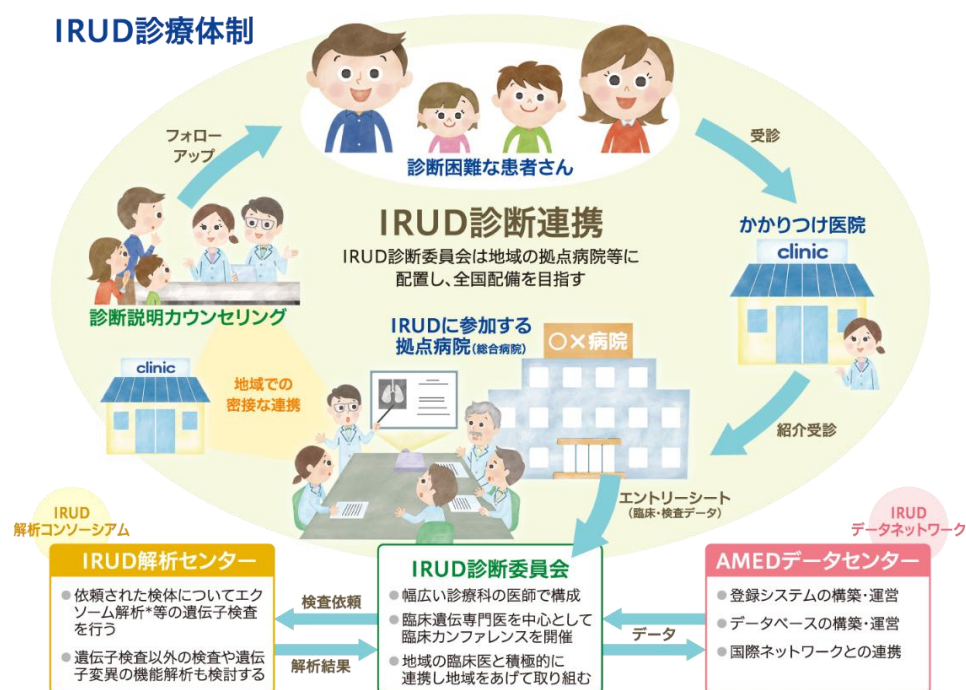 IRUD診療体制
フォロー
アップ
受診
診断困難な患者さん
IRUD診断連携
IRUD診断委員会は地域の拠点病院等に
配置し、全国配備を目指す
かかりつけ医院
clinic
診断説明カウンセリング
IRUDに参加する
拠点病院(総合病院)
〇×病院
clinic
地域での
密接な連携
紹介受診
エントリーシート
(臨床・検査データ)
IRUD
解析コンソーシアム
IRUD
データネットワーク
IRUD解析センター
●依頼された検体についてエク
ソーム解析*等の遺伝子検査
を行う
●遺伝子検査以外の検査や遺伝
子変異の機能解析も検討する
検査依頼
解析結果
IRUD診断委員会
●幅広い診療科の医師で構成
●臨床遺伝専門医を中心として
臨床カンファレンスを開催
●地域の臨床医と積極的に
連携し地域をあげて取り組む
データ
AMEDデータセンター
●登録システムの構築・運営
●データベースの構築・運営
●国際ネットワークとの連携